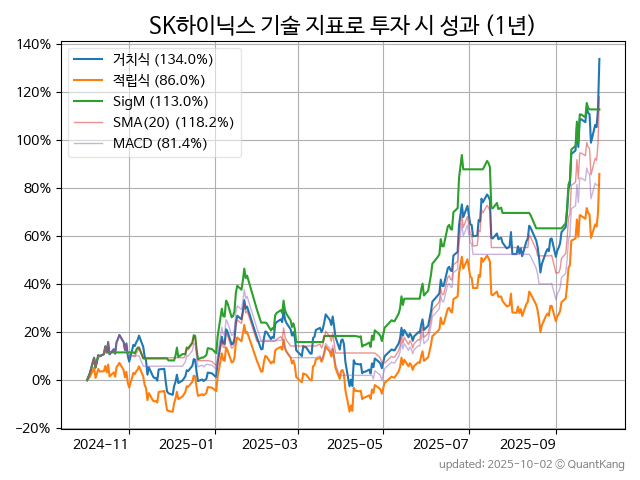 SK하이닉스 기술 지표로 투자 시 성과 (1년)
140%
120%
100%
80%
60%
40%
20%
0%
−20%
거치식 (134.0%)
적립식 (86.0%)
SigM (113.0%)
SMA(20) (118.2%)
MACD (81.4%)
2024-11
2025-01
2025-03
2025-05
2025-07
2025-09
updated: 2025-10-02 © QuantKang